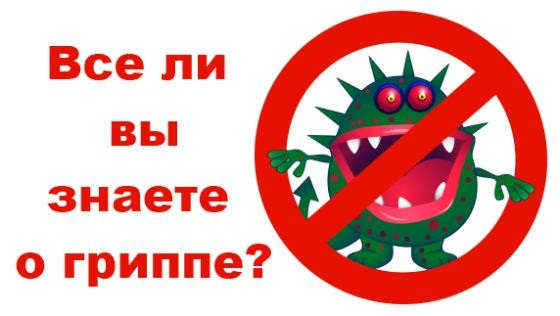 Все ли
вы
знаете
о гриппе?